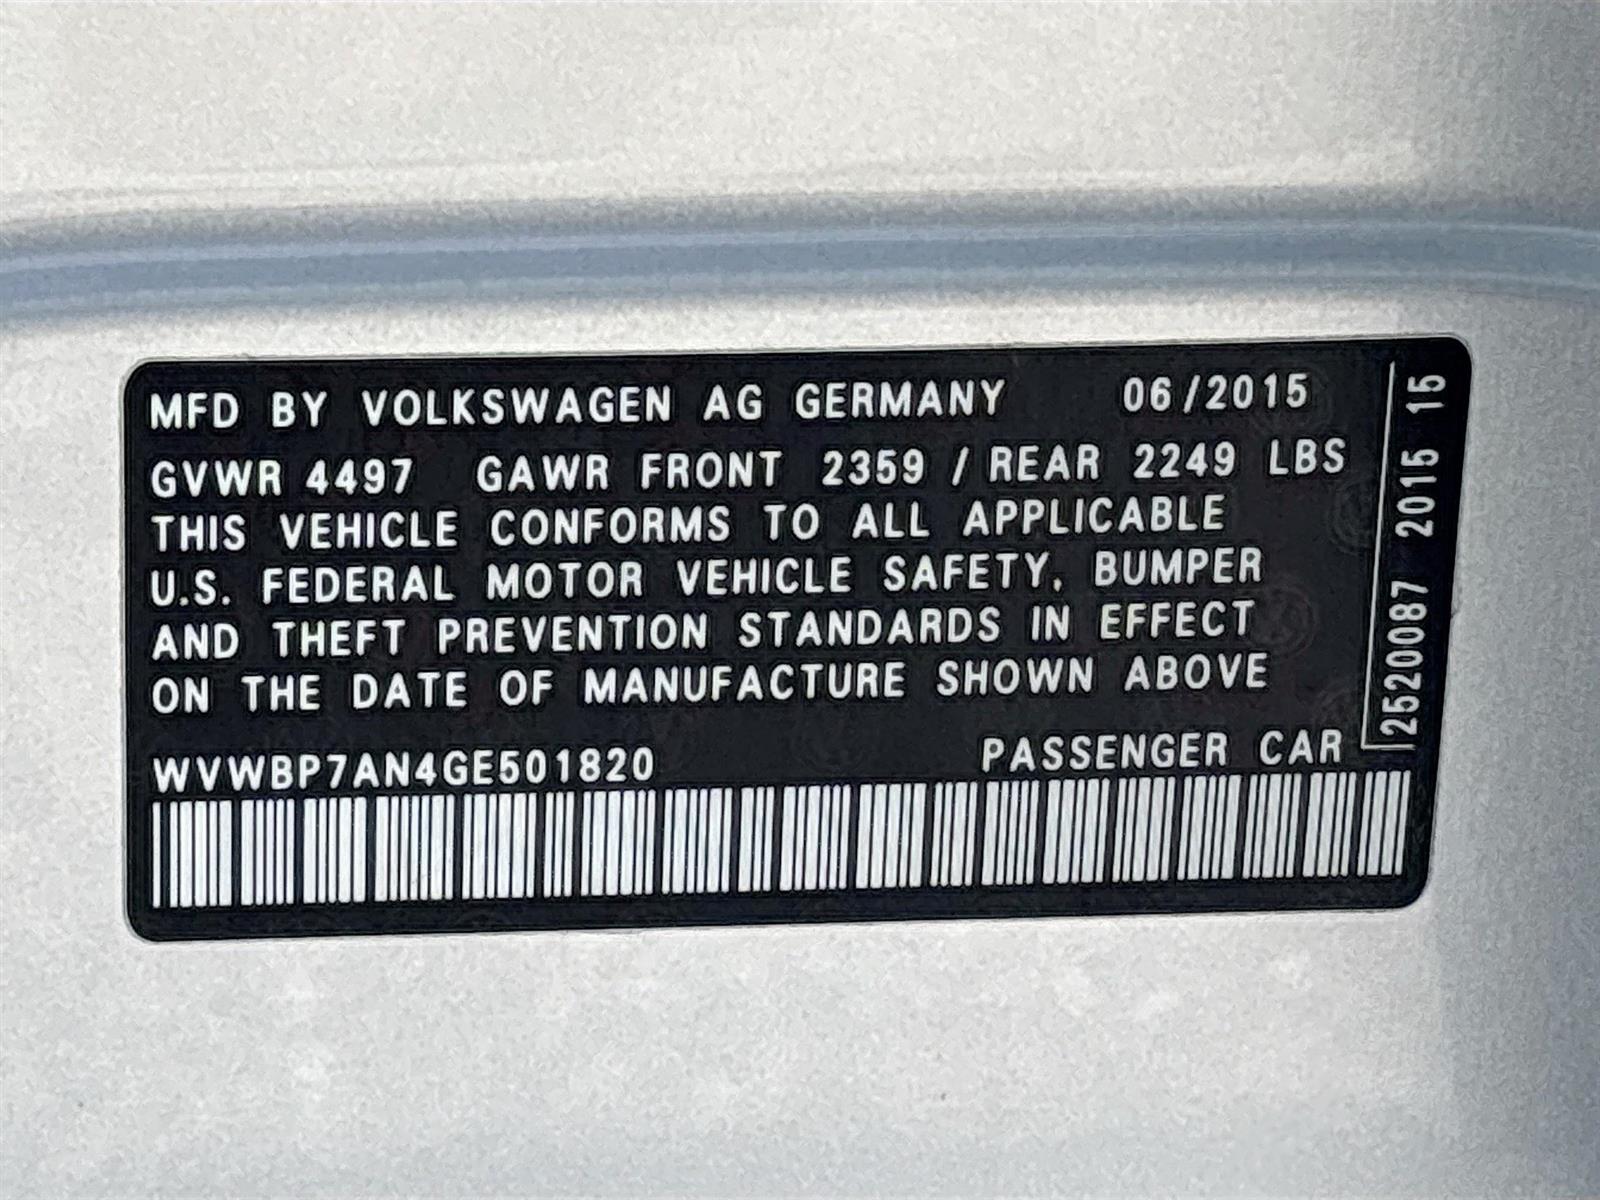 MFD BY VOLKSWAGEN AG GERMANY 06/2015
GVWR 4497 GAWR FRONT 2359 / REAR 2249 LBS
THIS VEHICLE CONFORMS TO ALL APPLICABLE
U.S. FEDERAL MOTOR VEHICLE SAFETY, BUMPER
AND THEFT PREVENTION STANDARDS IN EFFECT
ON THE DATE OF MANUFACTURE SHOWN ABOVE
WVWBP7AN4GE501820 PASSENGER CAR
2520087 2015 15